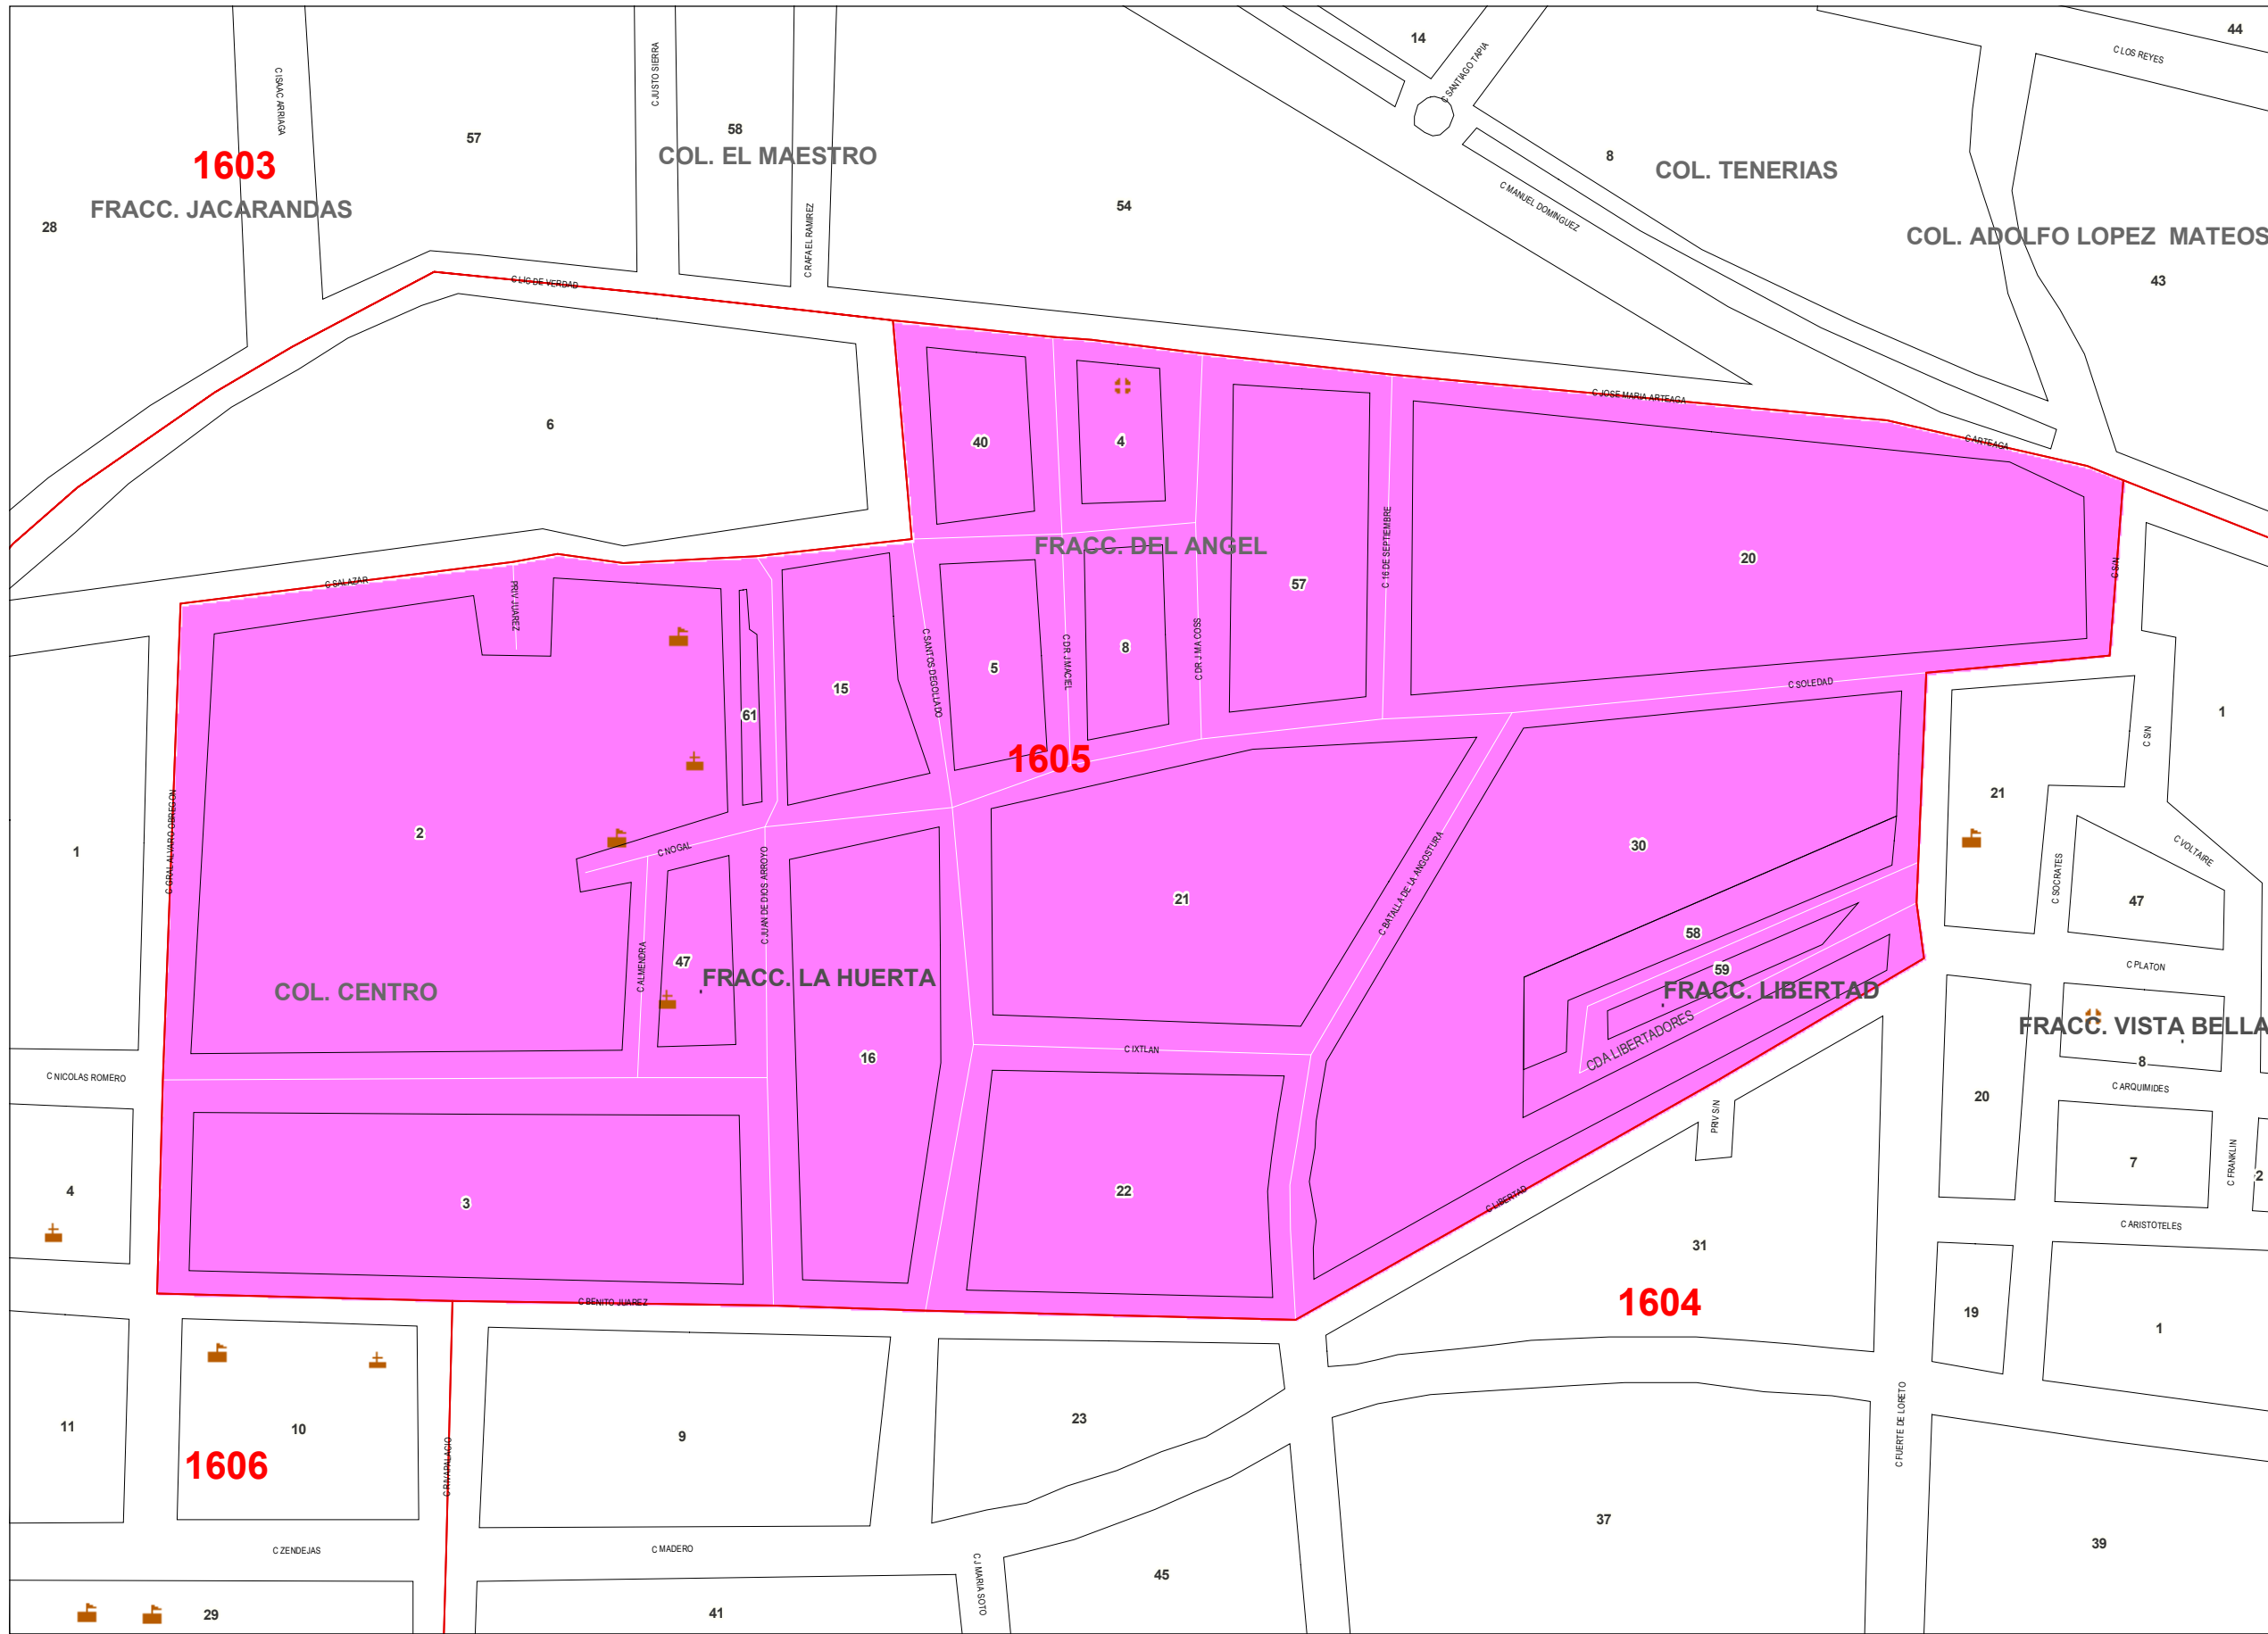 14
44
C LOS REYES
C SANTIAGO TAPIA
C ISAAC ARRIAGA
C JUSTO SIERRA
57
58
8
1603
COL. EL MAESTRO
COL. TENERIAS
FRACC. JACARANDAS
54
C MANUEL DOMINGUEZ
28
C RAFAEL RAMIREZ
COL. ADOLFO LOPEZ MATEOS
43
C LIC DE VERDAD
C JOSE MARIA ARTEAGA
6
40
4
C ARTEAGA
C 16 DE SEPTIEMBRE
FRACC. DEL ANGEL
20
C SALAZAR
PRIV JUAREZ
57
C S/N
5
8
C SANTOS DEGOLLADO
C DR J MACIEL
C DR J MA COSS
15
C SOLEDAD
61
1
C S/N
1605
21
2
C GRAL ALVARO OBREGON
1
C NOGAL
30
C VOLTAIRE
C SOCRATES
C JUAN DE DIOS ARROYO
C BATALLA DE LA ANGOSTURA
21
47
58
C ALMENDRA
47
59
C PLATON
FRACC. LA HUERTA
COL. CENTRO
FRACC. LIBERTAD
FRACC. VISTA BELLA
CDA LIBERTADORES
C IXTLAN
16
8
C NICOLAS ROMERO
C ARQUIMIDES
20
PRIV S/N
7
C FRANKLIN
2
4
22
3
C LIBERTAD
C ARISTOTELES
31
C BENITO JUAREZ
1604
19
1
11
10
9
23
C FUERTE DE LORETO
1606
C RIVAPALACIO
37
C ZENDEJAS
C MADERO
39
C J MARIA SOTO
45
29
41